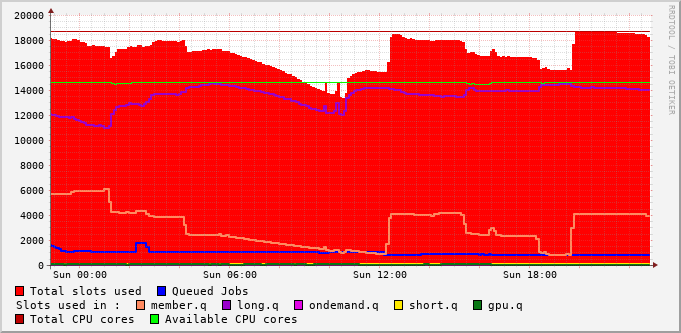 20000
18000
16000
14000
12000
10000
8000
6000
4000
2000
0
Sun 00:00 Sun 06:00 Sun 12:00 Sun 18:00
RRDTOOL / TOBI OETIKER
Total slots used Queued Jobs
Slots used in : member.q long.q ondemand.q short.q gpu.q
Total CPU cores Available CPU cores